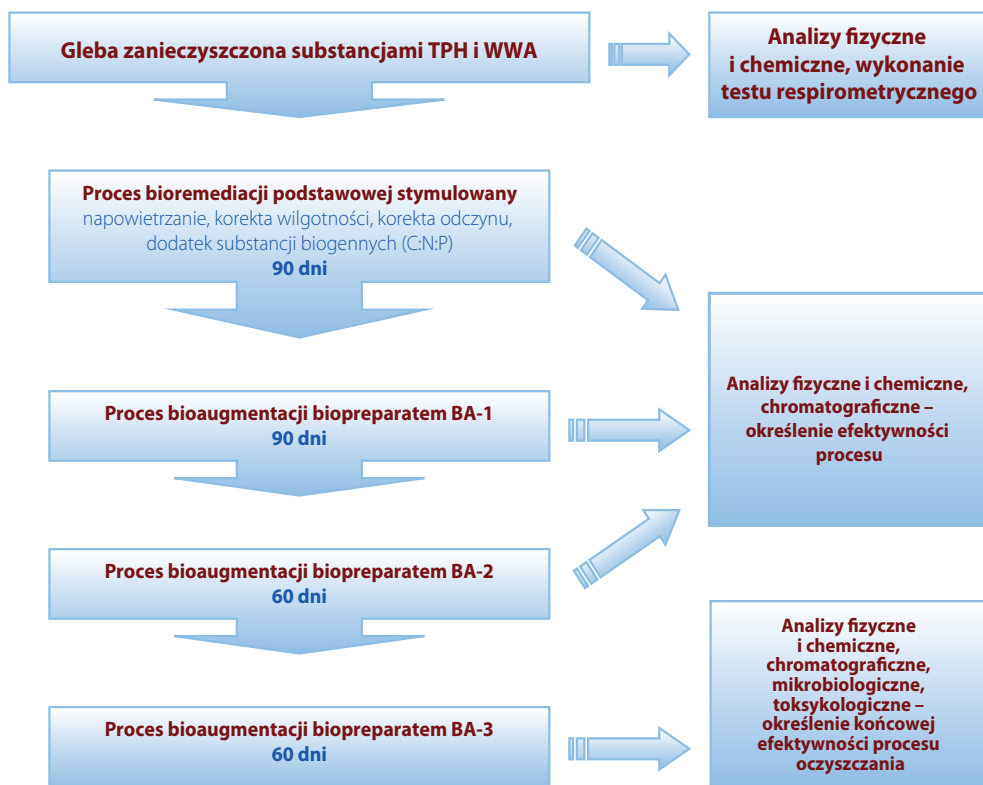 Gleba zanieczyszczona substancjami TPH i WWA
Analizy fizyczne
i chemiczne, wykonanie
testu respirometrycznego
Proces bioremediacji podstawowej stymulowany
napowietrzanie, korekta wilgotności, korekta odczynu,
dodatek substancji biogennych (C:N:P)
90 dni
Analizy fizyczne i chemiczne,
chromatograficzne –
określenie efektywności
procesu
Proces bioaugmentacji biopreparatem BA-1
90 dni
Proces bioaugmentacji biopreparatem BA-2
60 dni
Proces bioaugmentacji biopreparatem BA-3
60 dni
Analizy fizyczne
i chemiczne,
chromatograficzne,
mikrobiologiczne,
toksykologiczne –
określenie końcowej
efektywności procesu
oczyszczania